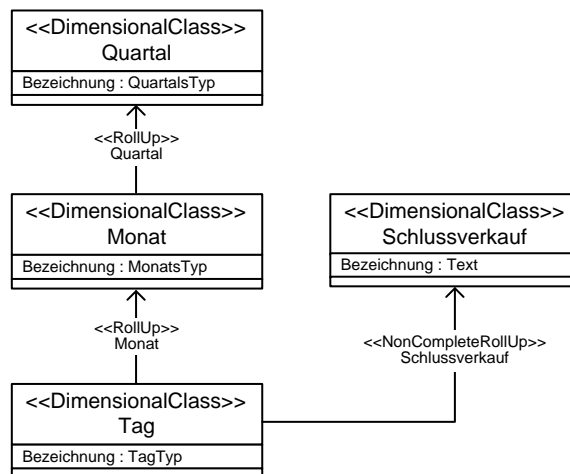 <<DimensionalClass>>
Quartal
Bezeichnung : QuartalsTyp
<<RollUp>>
Quartal
<<DimensionalClass>>
Monat
Bezeichnung : MonatsTyp
<<DimensionalClass>>
Schlussverkauf
Bezeichnung : Text
<<RollUp>>
Monat
<<NonCompleteRollUp>>
Schlussverkauf
<<DimensionalClass>>
Tag
Bezeichnung : TagTyp